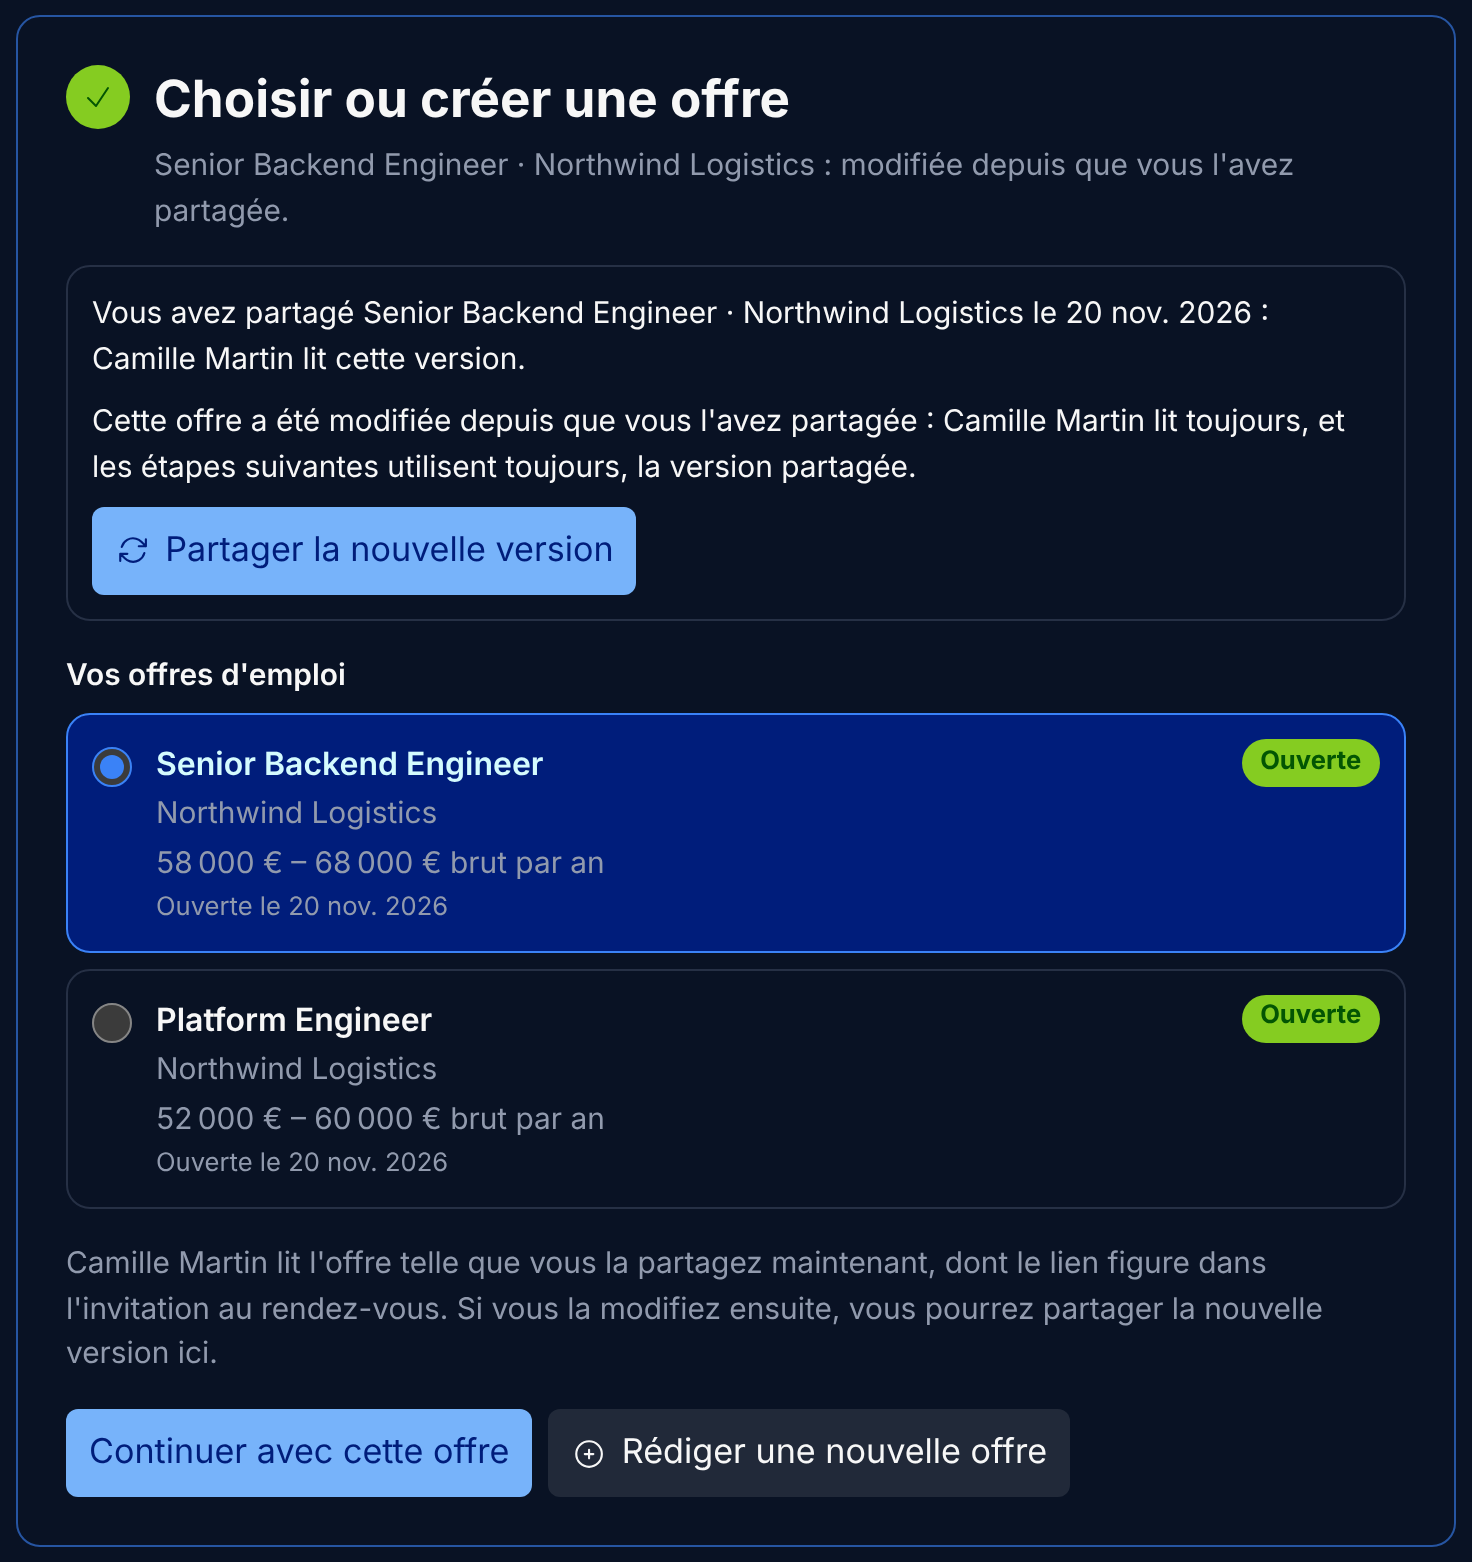 Choisir ou créer une offre
Senior Backend Engineer · Northwind Logistics : modifiée depuis que vous l'avez
partagée.
Vous avez partagé Senior Backend Engineer · Northwind Logistics le 20 nov. 2026 :
Camille Martin lit cette version.
Cette offre a été modifiée depuis que vous l'avez partagée : Camille Martin lit toujours, et
les étapes suivantes utilisent toujours, la version partagée.
Partager la nouvelle version
Vos offres d'emploi
Senior Backend Engineer
Ouverte
Northwind Logistics
58 000 € – 68 000 € brut par an
Ouverte le 20 nov. 2026
Platform Engineer
Ouverte
Northwind Logistics
52 000 € – 60 000 € brut par an
Ouverte le 20 nov. 2026
Camille Martin lit l'offre telle que vous la partagez maintenant, dont le lien figure dans
l'invitation au rendez-vous. Si vous la modifiez ensuite, vous pourrez partager la nouvelle
version ici.
Continuer avec cette offre
Rédiger une nouvelle offre